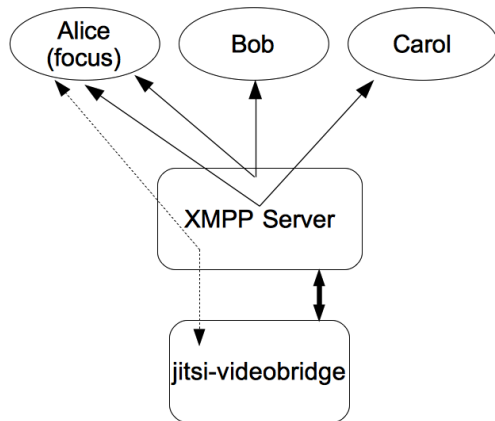 Alice
(focus)
Bob
Carol
XMPP Server
jitsi-videobridge